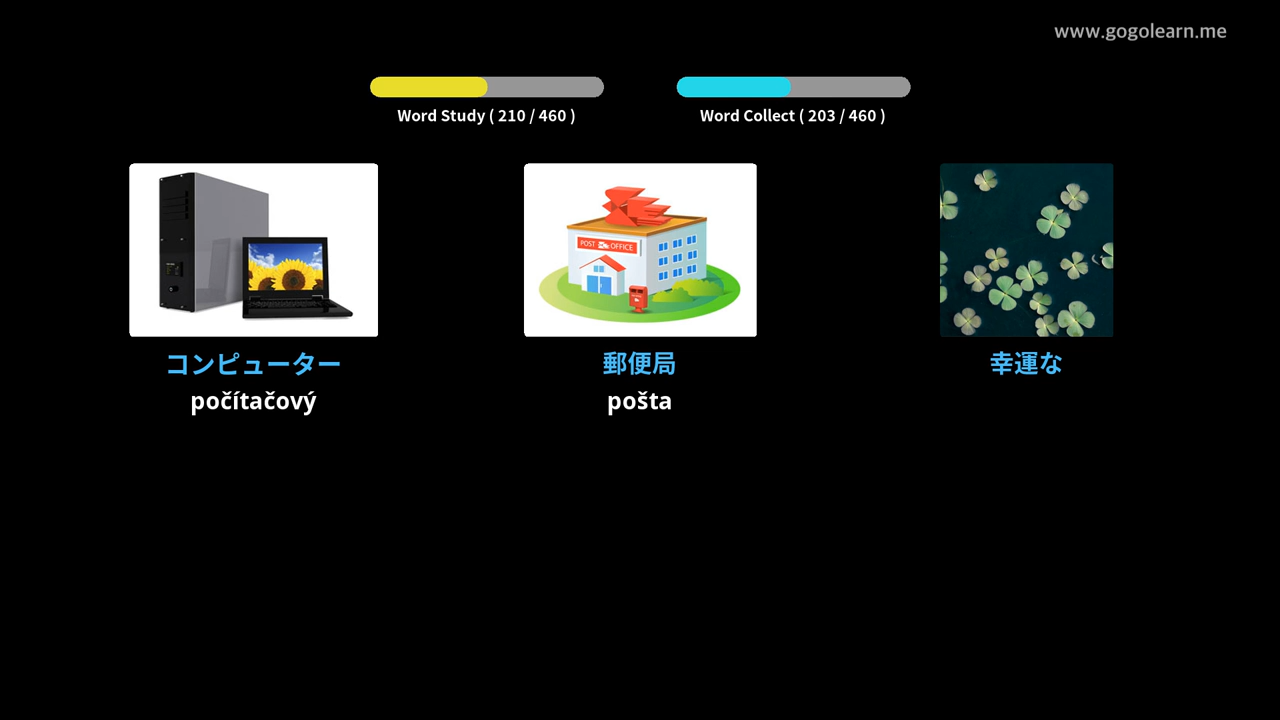 www.gogolearn.me
Word Study ( 210 / 460 )
Word Collect ( 203 / 460 )
POST OFFICE
コンピューター
郵便局
幸運な
počítačový
pošta